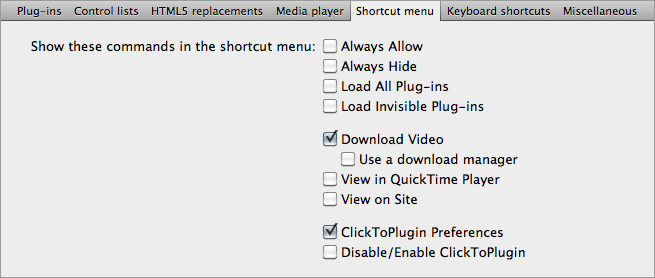 Plug-ins Control lists HTML5 replacements Media player Shortcut menu Keyboard shortcuts Miscellaneous
Show these commands in the shortcut menu: Always Allow
Always Hide
Load All Plug-ins
Load Invisible Plug-ins
Download Video
Use a download manager
View in QuickTime Player
View on Site
ClickToPlugin Preferences
Disable/Enable ClickToPlugin